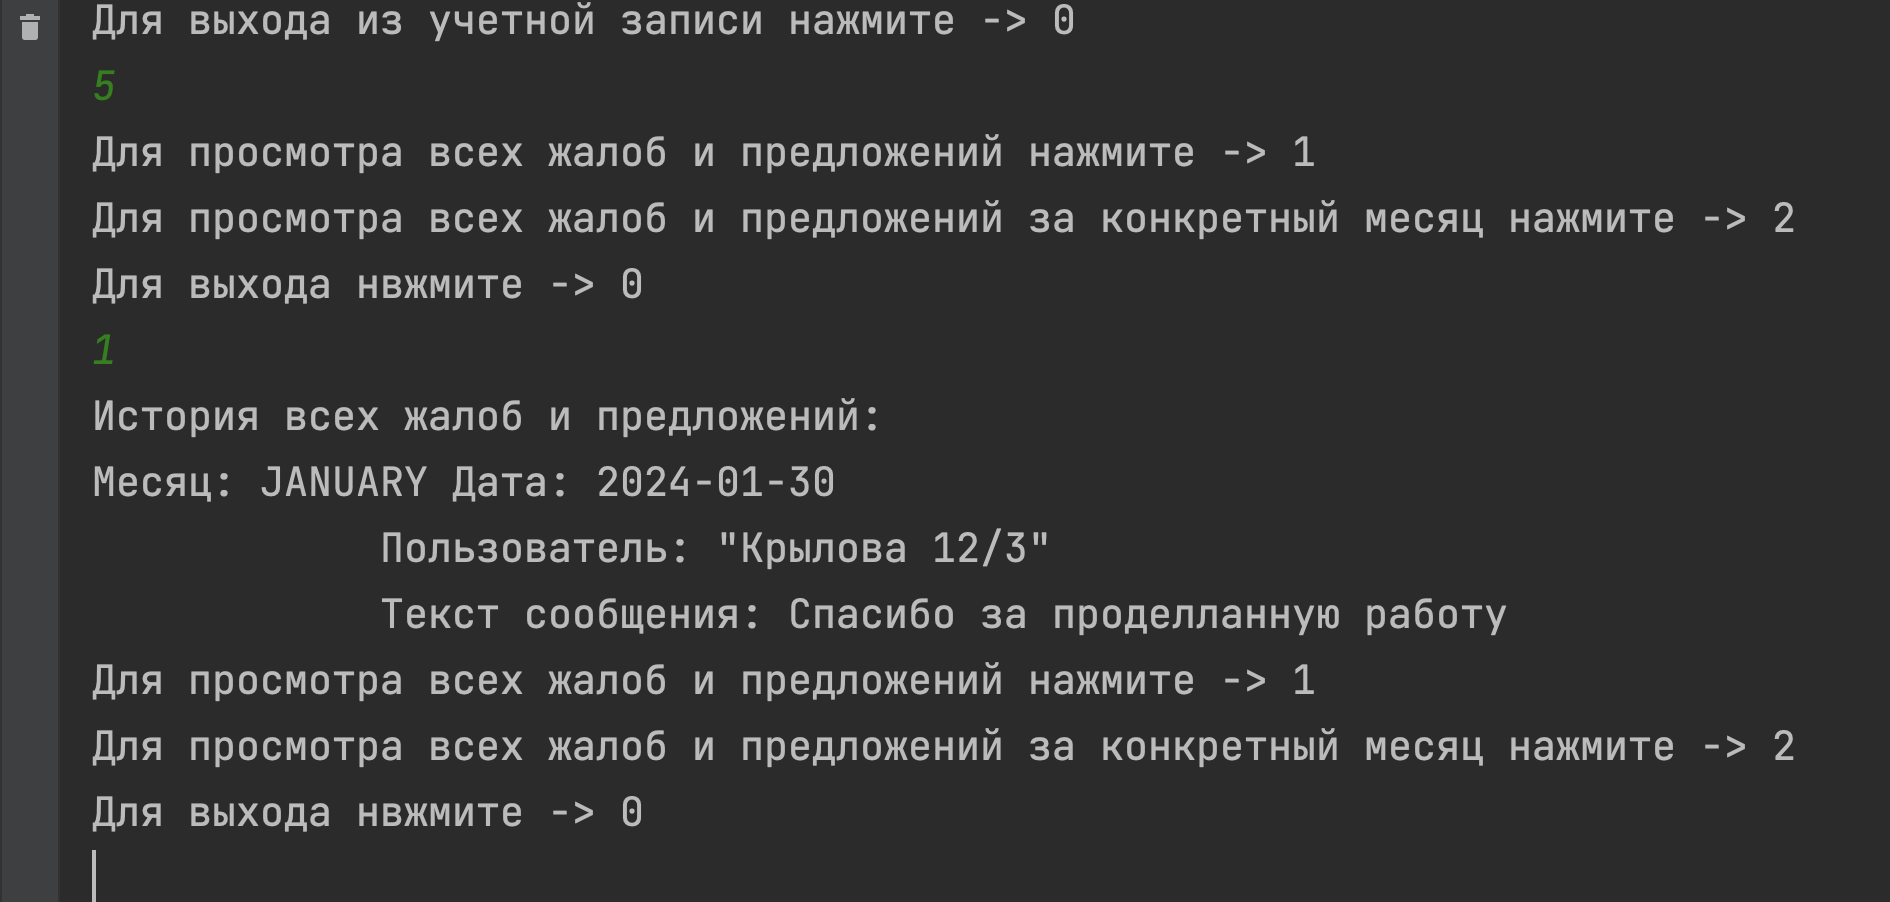 Для выхода из учетной записи нажмите -> 0
5
Для просмотра всех жалоб и предложений нажмите -> 1
Для просмотра всех жалоб и предложений за конкретный месяц нажмите -> 2
Для выхода нвжмите -> 0
1
История всех жалоб и предложений:
Месяц: JANUARY Дата: 2024-01-30
Пользователь: "Крылова 12/3"
Текст сообщения: Спасибо за проделланную работу
Для просмотра всех жалоб и предложений нажмите -> 1
Для просмотра всех жалоб и предложений за конкретный месяц нажмите -> 2
Для выхода нвжмите -> 0